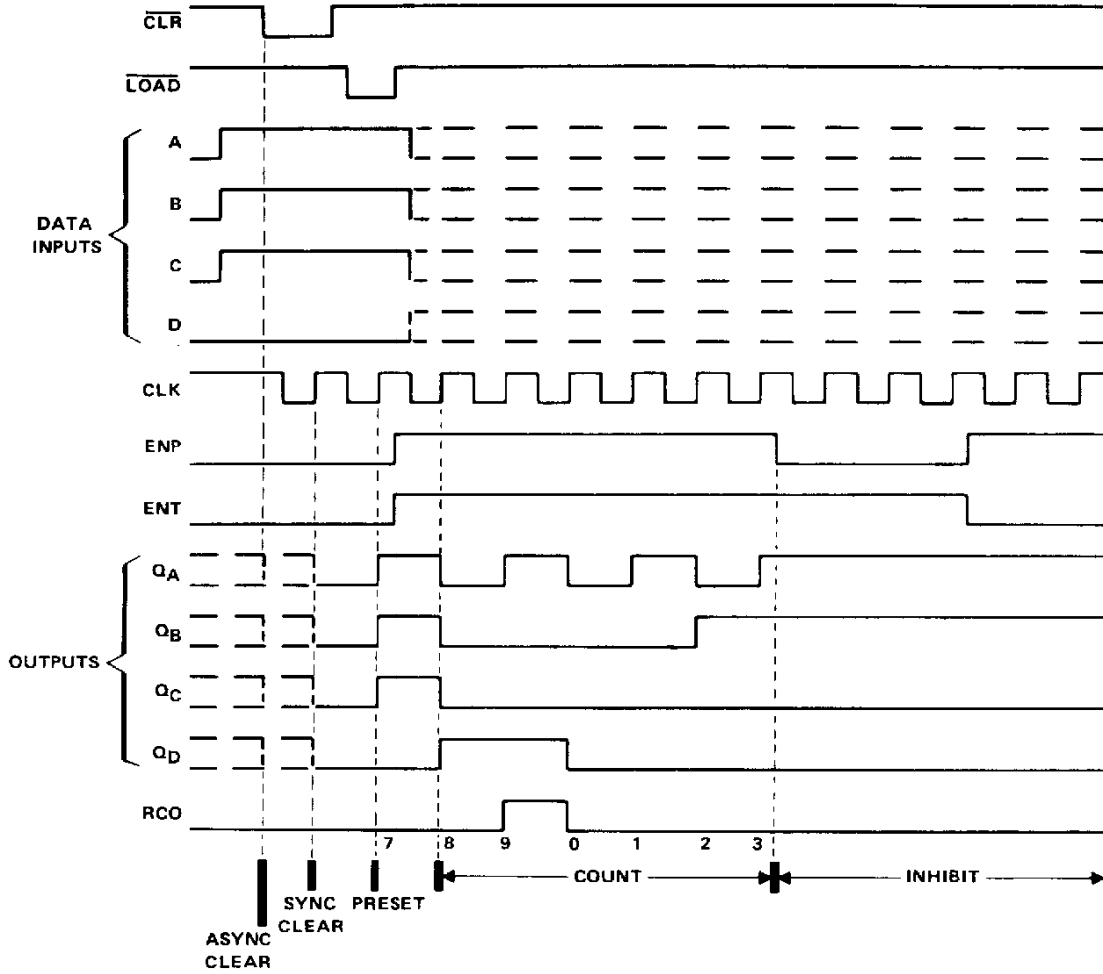 CLR
LOAD
A
B
DATA
INPUTS
C
D
CLK
ENP
ENT
QA
QB
OUTPUTS
QC
QD
RCO
7 8 9 0 1 2 3
COUNT INHIBIT
SYNC
CLEAR
PRESET
ASYNC
CLEAR